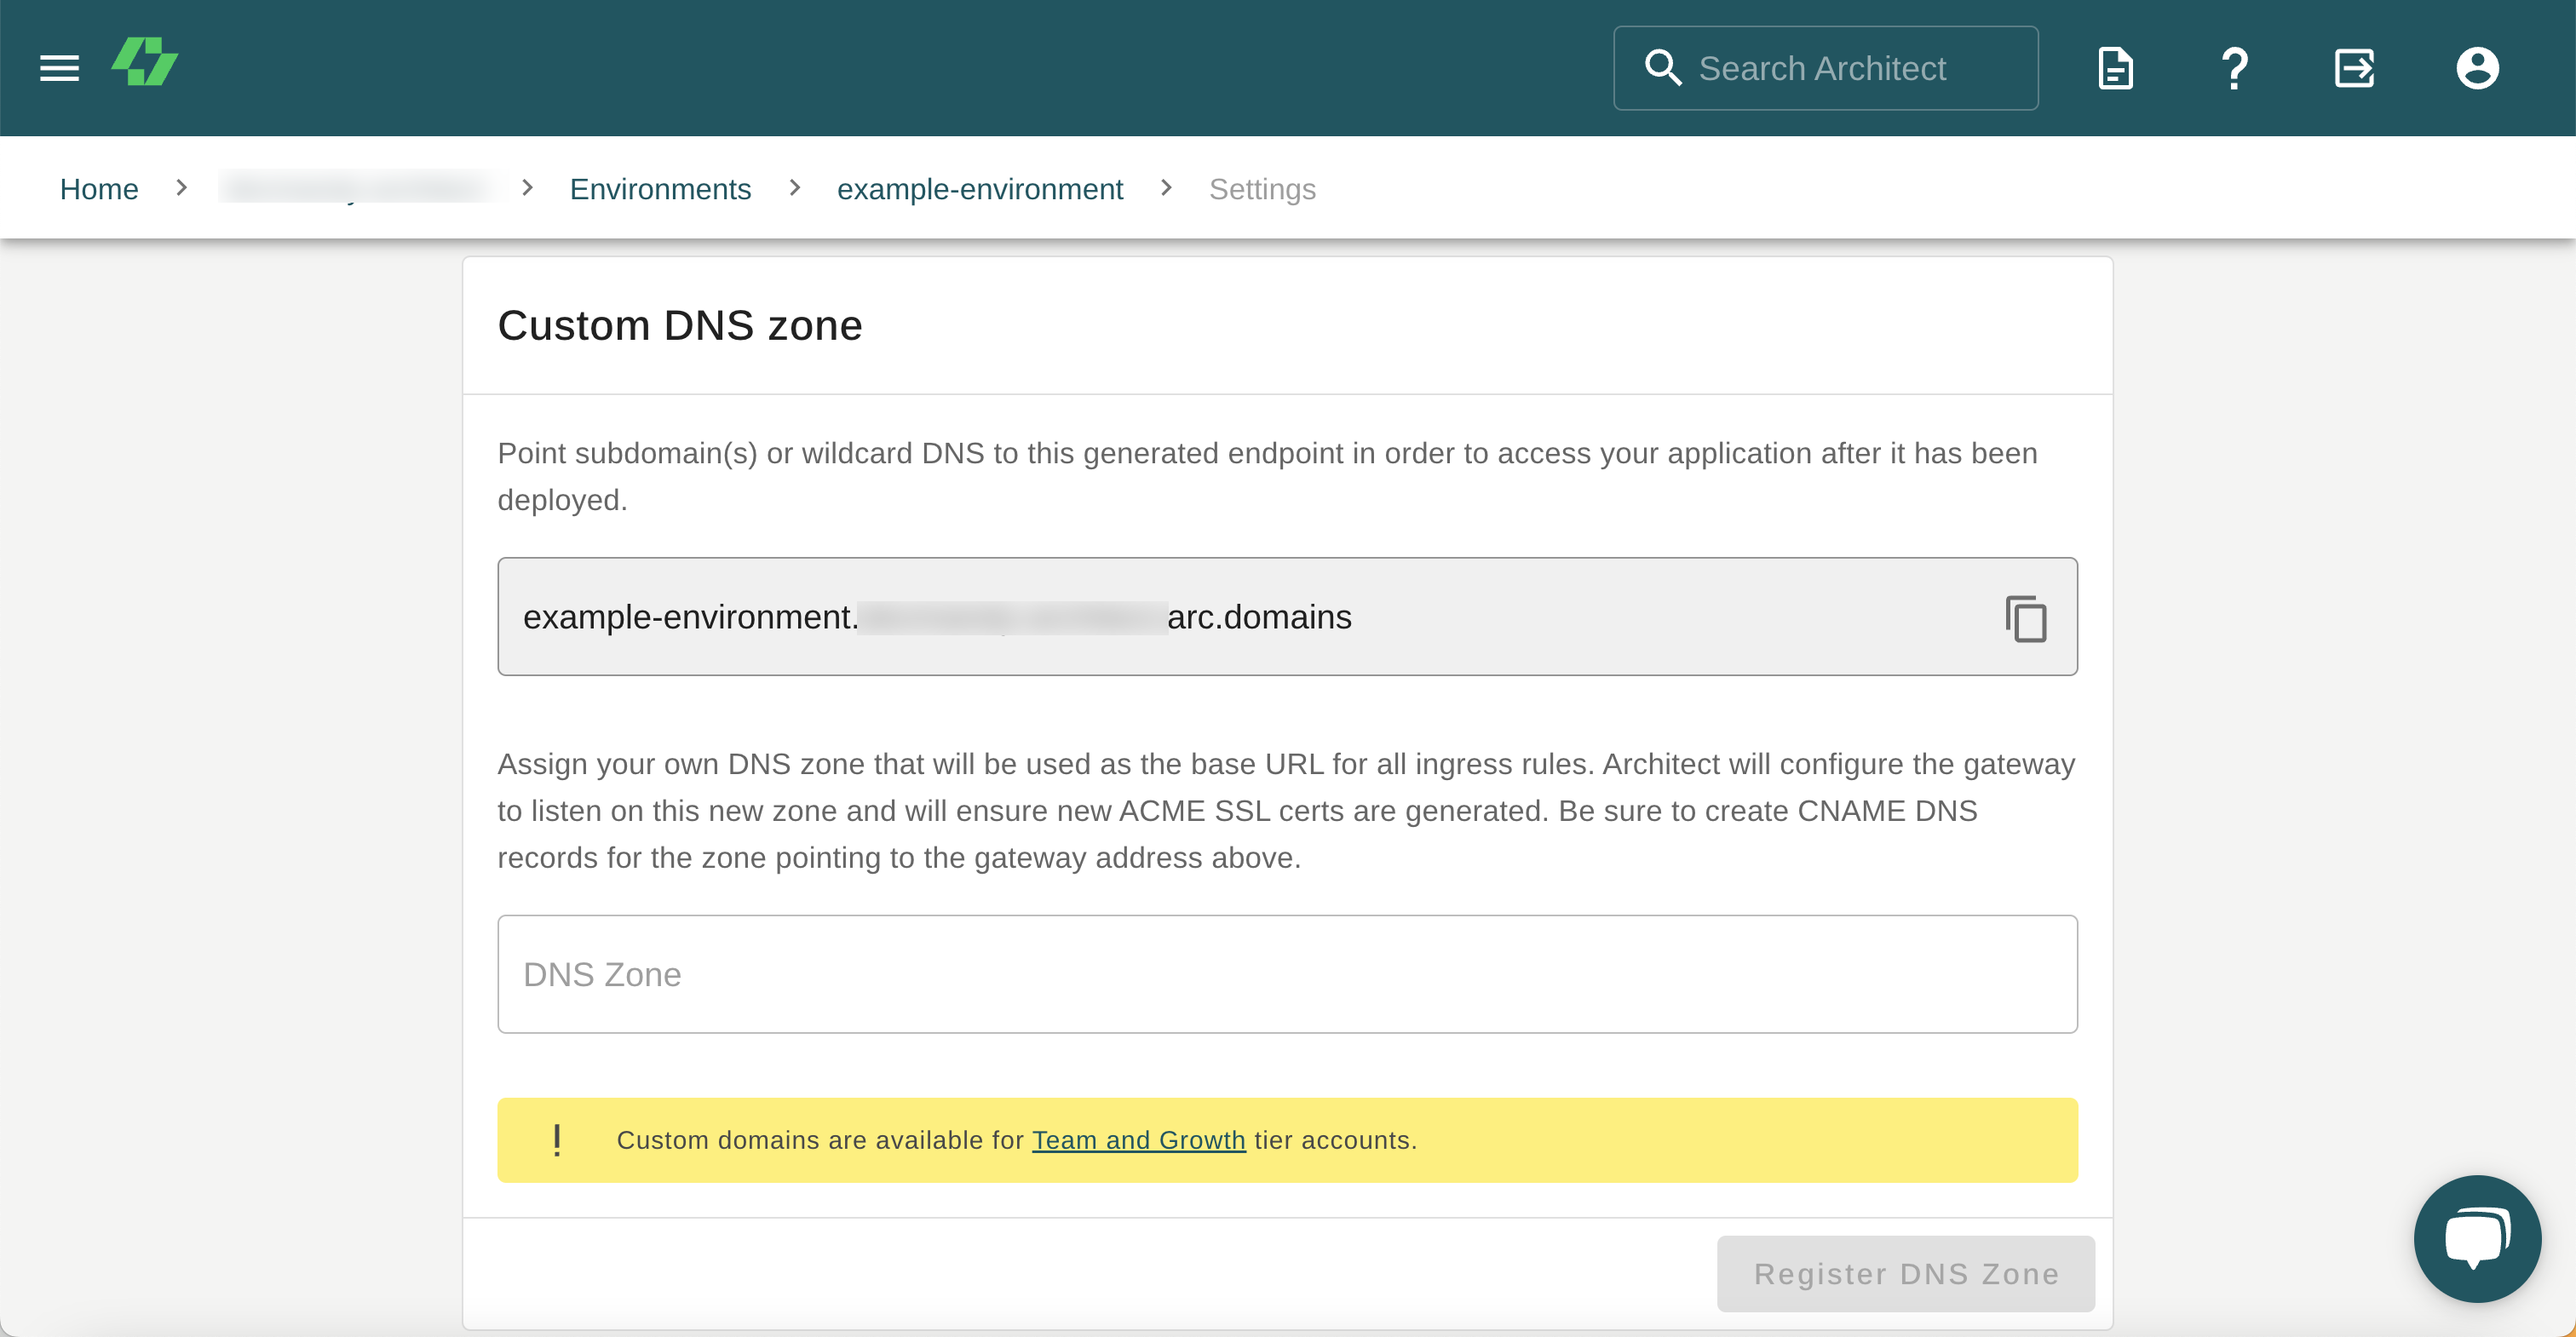 Search Architect
Home > Environments > example-environment > Settings
Custom DNS zone
Point subdomain(s) or wildcard DNS to this generated endpoint in order to access your application after it has been
deployed.
example-environment. arc.domains
Assign your own DNS zone that will be used as the base URL for all ingress rules. Architect will configure the gateway
to listen on this new zone and will ensure new ACME SSL certs are generated. Be sure to create CNAME DNS
records for the zone pointing to the gateway address above.
DNS Zone
! Custom domains are available for Team and Growth tier accounts.
Register DNS Zone